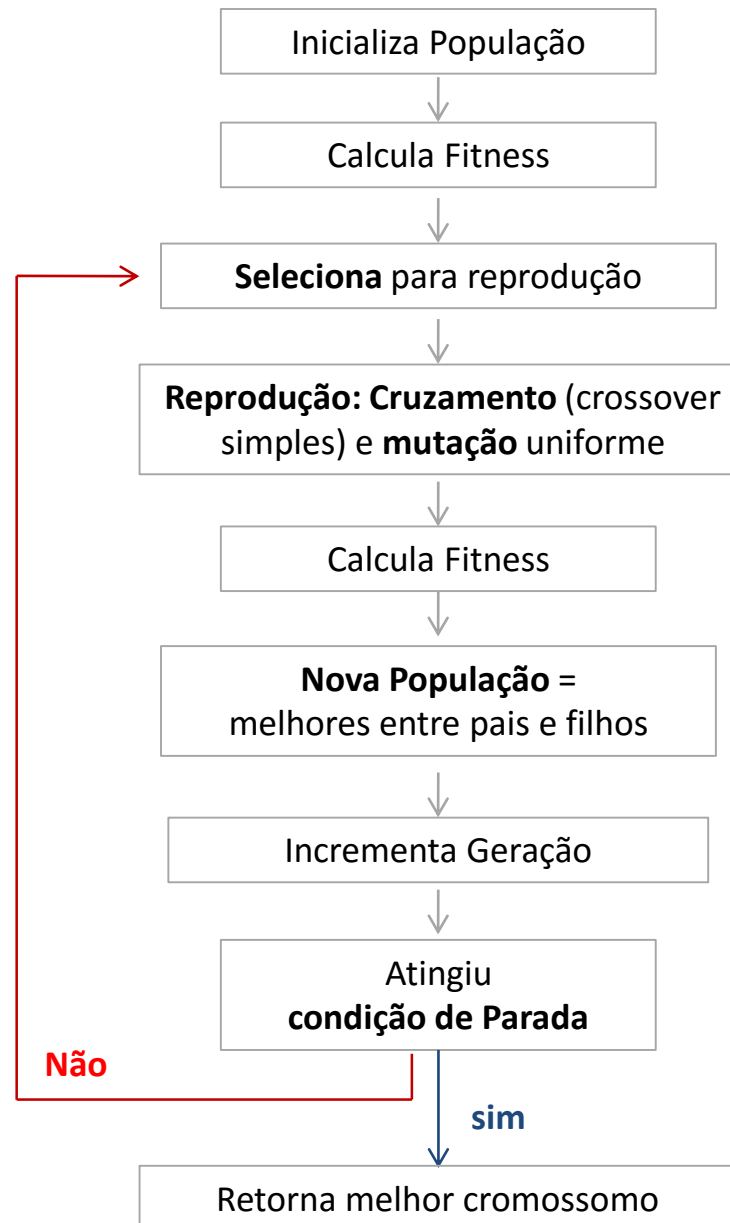 Inicializa População
Calcula Fitness
Seleciona para reprodução
Reprodução: Cruzamento (crossover
simples) e mutação uniforme
Calcula Fitness
Nova População =
melhores entre pais e filhos
Incrementa Geração
Atingiu
condição de Parada
Não
sim
Retorna melhor cromossomo